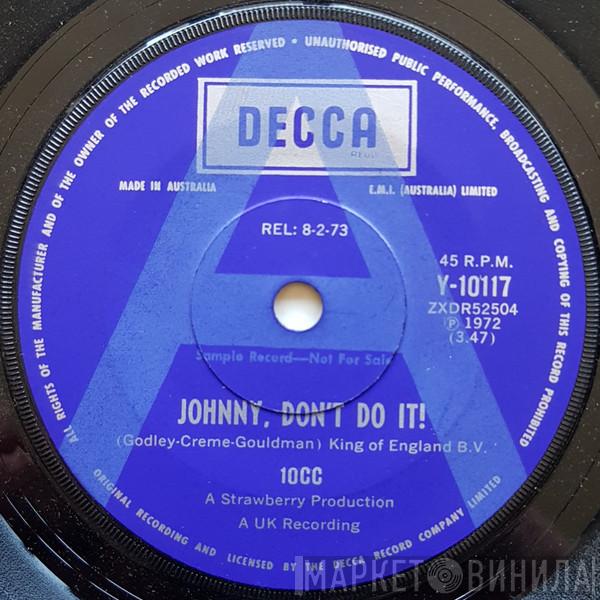 ALL RIGHTS OF THE MANUFACTURER AND OF THE OWNER OF THE RECORDED WORK RESERVED • UNAUTHORISED PUBLIC PERFORMANCE, BROADCASTING AND COPYING OF THIS RECORD PROHIBITED
A
DECCA
REGD.
MADE IN AUSTRALIA
E.M.I. (AUSTRALIA) LIMITED
REL: 8-2-73
45 R.P.M.
Y-10117
ZXDR52504
Ⓟ 1972
(3.47)
Sample Record—Not For Sale
JOHNNY, DON'T DO IT!
(Godley-Creme-Gouldman) King of England B.V.
10CC
A Strawberry Production
A UK Recording
ORIGINAL RECORDING AND LICENSED BY THE DECCA RECORD COMPANY LIMITED
МАРКЕТ ВИНИЛА